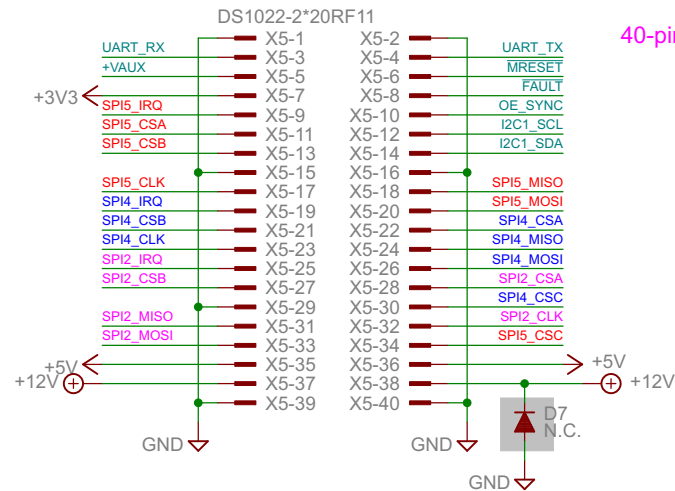 DS1022-2*20RF11
40-pi
X5-1 X5-2
UART_RX X5-3 X5-4 UART_TX
+VAUX X5-5 X5-6 MRESET
+3V3 X5-7 X5-8 FAULT
SPI5_IRQ X5-9 X5-10 OE_SYNC
SPI5_CSA X5-11 X5-12 I2C1_SCL
SPI5_CSB X5-13 X5-14 I2C1_SDA
X5-15 X5-16
SPI5_CLK X5-17 X5-18 SPI5_MISO
SPI4_IRQ X5-19 X5-20 SPI5_MOSI
SPI4_CSB X5-21 X5-22 SPI4_CSA
SPI4_CLK X5-23 X5-24 SPI4_MISO
SPI2_IRQ X5-25 X5-26 SPI4_MOSI
SPI2_CSB X5-27 X5-28 SPI2_CSA
X5-29 X5-30 SPI4_CSC
SPI2_MISO X5-31 X5-32 SPI2_CLK
SPI2_MOSI X5-33 X5-34 SPI5_CSC
+5V X5-35 X5-36 +5V
+12V X5-37 X5-38 +12V
X5-39 X5-40
D7
N.C.
GND GND
GND